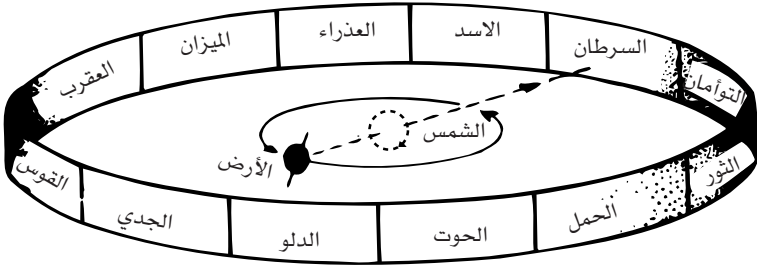 السرطان
الاسد
العذراء
الميزان
العقرب
التوأمان
الشمس
الأرض
الثور
الحمل
الحوت
الدلو
الجدي
القوس